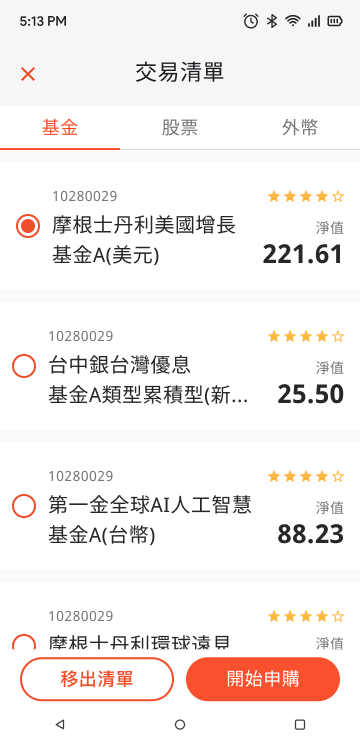 5:13 PM
交易清單
基金
股票
外幣
10280029
摩根士丹利美國增長
基金A(美元)
淨值
221.61
10280029
台中銀台灣優息
基金A類型累積型(新...
淨值
25.50
10280029
第一金全球AI人工智慧
基金A(台幣)
淨值
88.23
10280029
摩根士丹利環球遠見
淨值
移出清單
開始申購